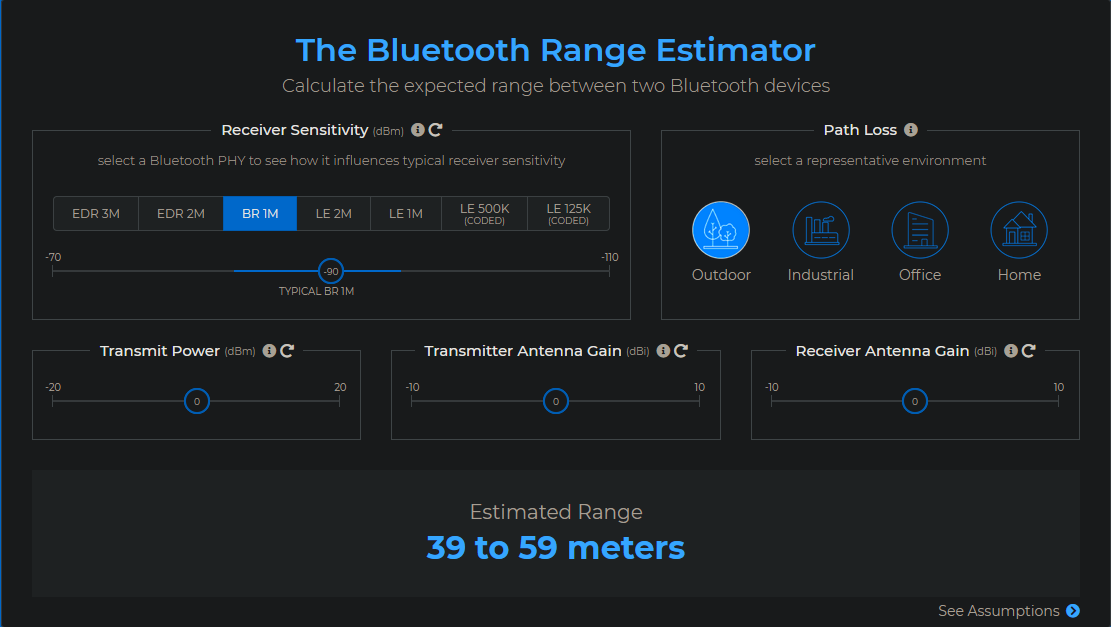 The Bluetooth Range Estimator
Calculate the expected range between two Bluetooth devices
Receiver Sensitivity (dBm)
select a Bluetooth PHY to see how it influences typical receiver sensitivity
EDR 3M EDR 2M BR 1M LE 2M LE 1M LE 500K (CODED) LE 125K (CODED)
-70 -110
-90
TYPICAL BR 1M
Path Loss
select a representative environment
Outdoor Industrial Office Home
Transmit Power (dBm)
-20 20
0
Transmitter Antenna Gain (dBi)
-10 10
0
Receiver Antenna Gain (dBi)
-10 10
0
Estimated Range
39 to 59 meters
See Assumptions